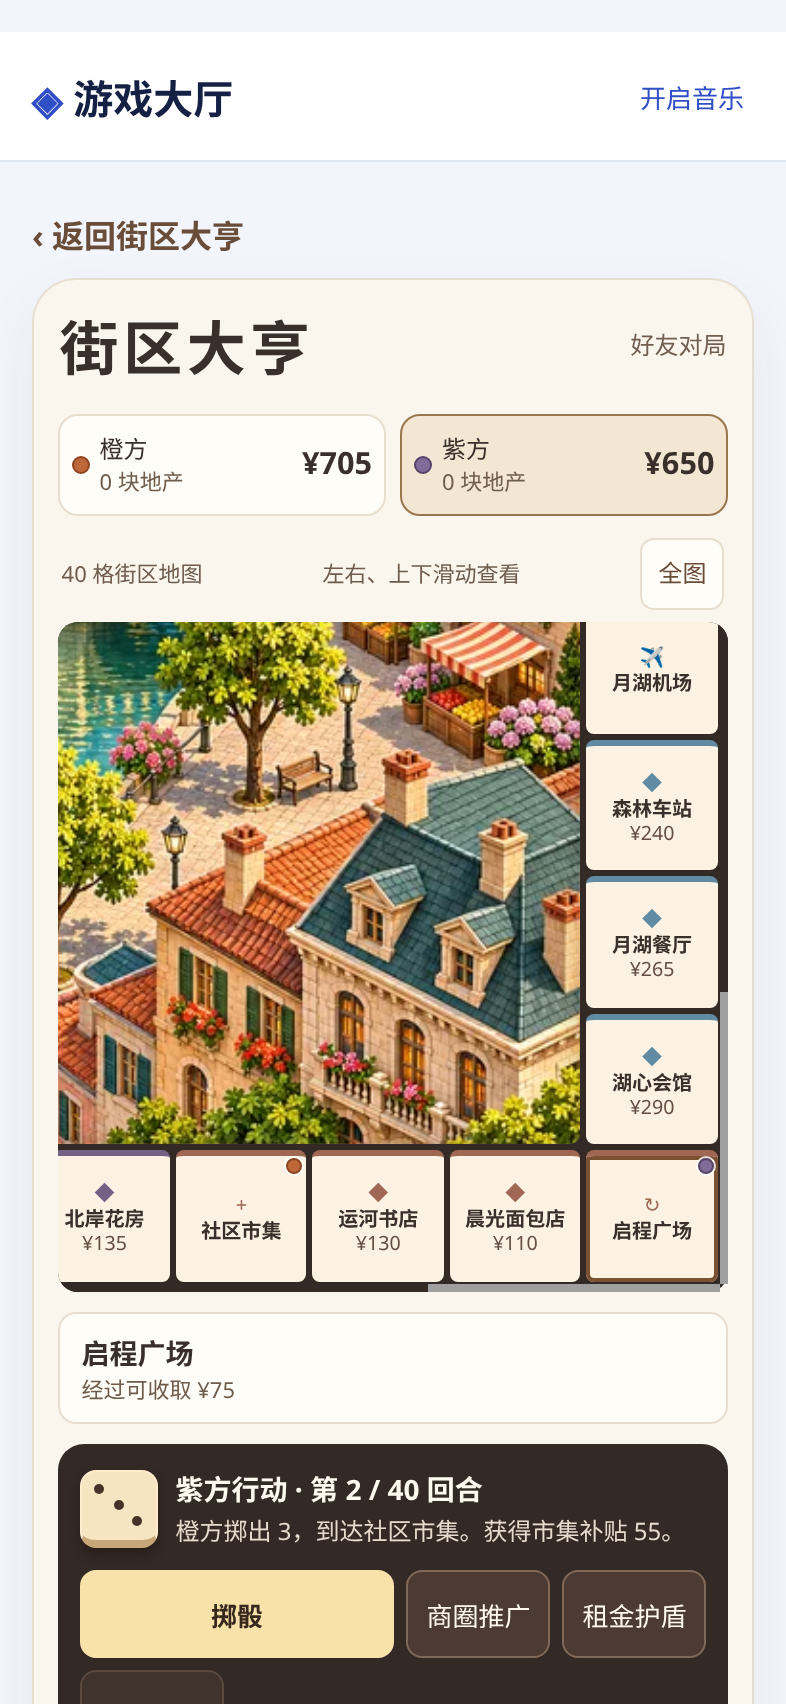 游戏大厅
开启音乐
‹ 返回街区大亨
街区大亨
好友对局
橙方
0 块地产
¥705
紫方
0 块地产
¥650
40 格街区地图
左右、上下滑动查看
全图
月湖机场
森林车站
¥240
月湖餐厅
¥265
湖心会馆
¥290
北岸花房
¥135
社区市集
运河书店
¥130
晨光面包店
¥110
启程广场
启程广场
经过可收取 ¥75
紫方行动 · 第 2 / 40 回合
橙方掷出 3，到达社区市集。获得市集补贴 55。
掷骰
商圈推广
租金护盾